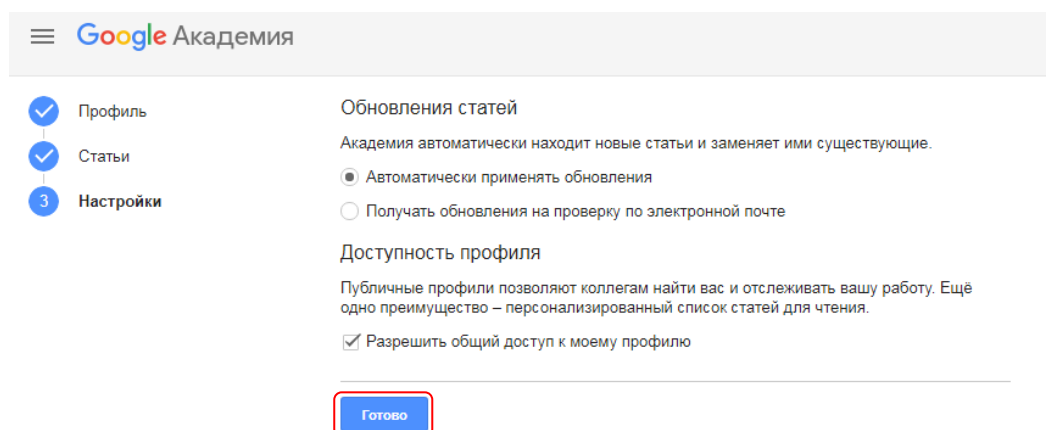 Google Академия
Профиль
Статьи
3 Настройки
Обновления статей
Академия автоматически находит новые статьи и заменяет ими существующие.
Автоматически применять обновления
Получать обновления на проверку по электронной почте
Доступность профиля
Публичные профили позволяют коллегам найти вас и отслеживать вашу работу. Ещё
одно преимущество – персонализированный список статей для чтения.
Разрешить общий доступ к моему профилю
Готово